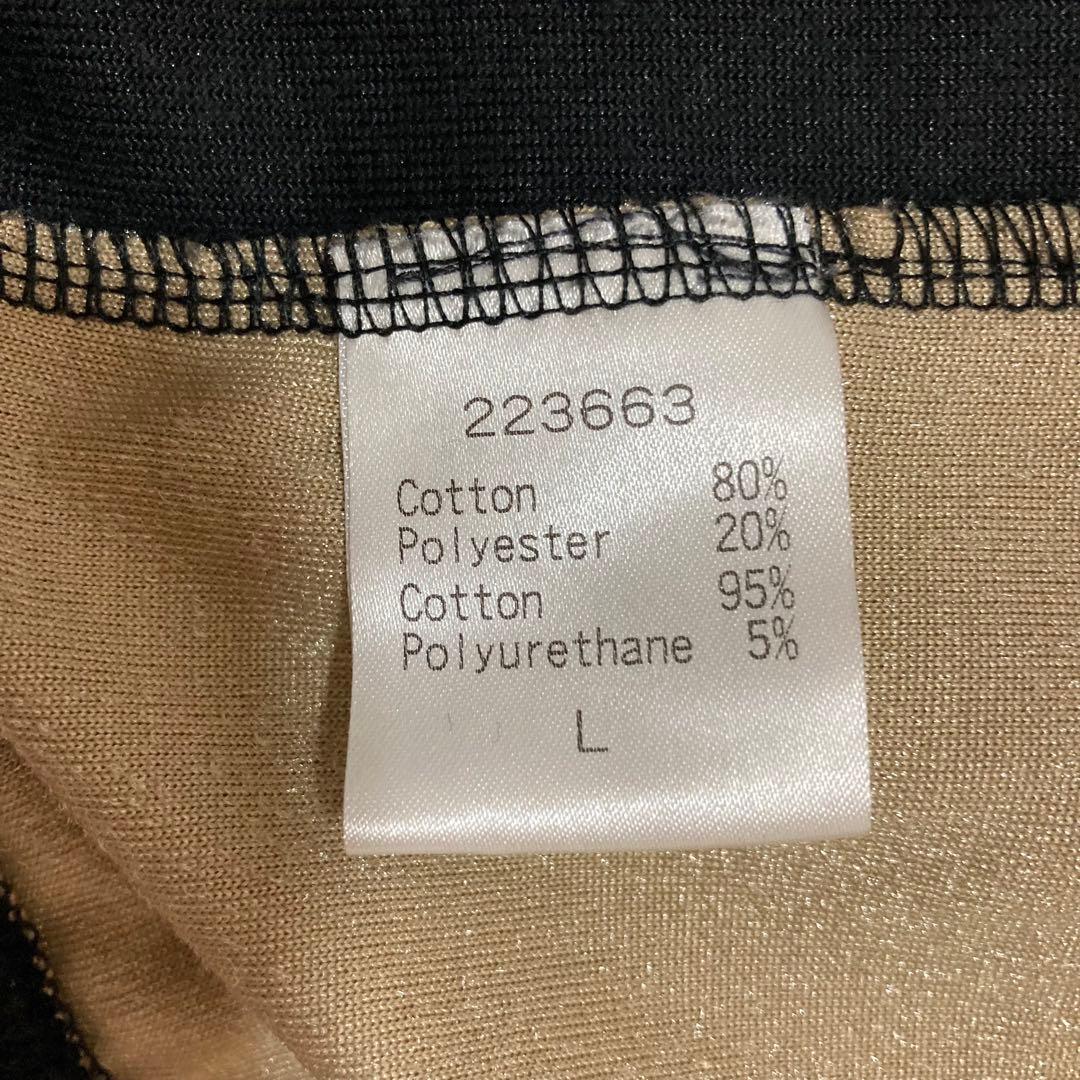 223663
Cotton 80%
Polyester 20%
Cotton 95%
Polyurethane 5%
L